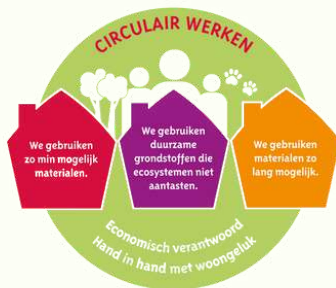 CIRCULAIR WERKEN
We gebruiken
zo min mogelijk
materialen.
We gebruiken
duurzame
grondstoffen die
ecosystemen niet
aantasten.
We gebruiken
materialen zo
lang mogelijk.
Economisch verantwoord
Hand in hand met woongeluk